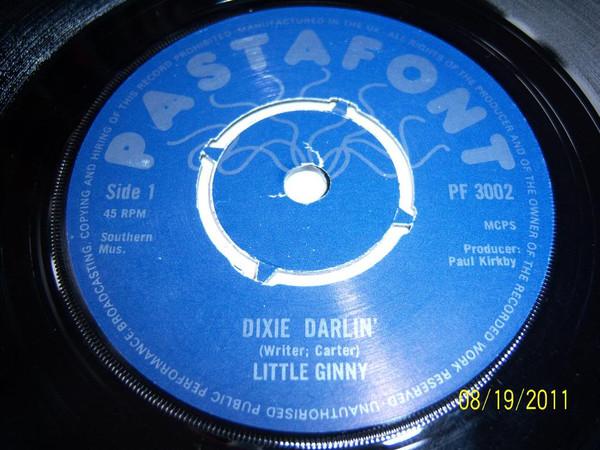 PASTAFONT
Side 1
45 RPM
Southern
Mus.
PF 3002
MCPS
Producer:
Paul Kirkby
DIXIE DARLIN'
(Writer; Carter)
LITTLE GINNY
MANUFACTURED IN THE UK. ALL RIGHTS OF THE PRODUCER AND OF THE OWNER OF THE RECORDED WORK RESERVED. UNAUTHORISED PUBLIC PERFORMANCE, BROADCASTING, COPYING AND HIRING OF THIS RECORD PROHIBITED.
08/19/2011